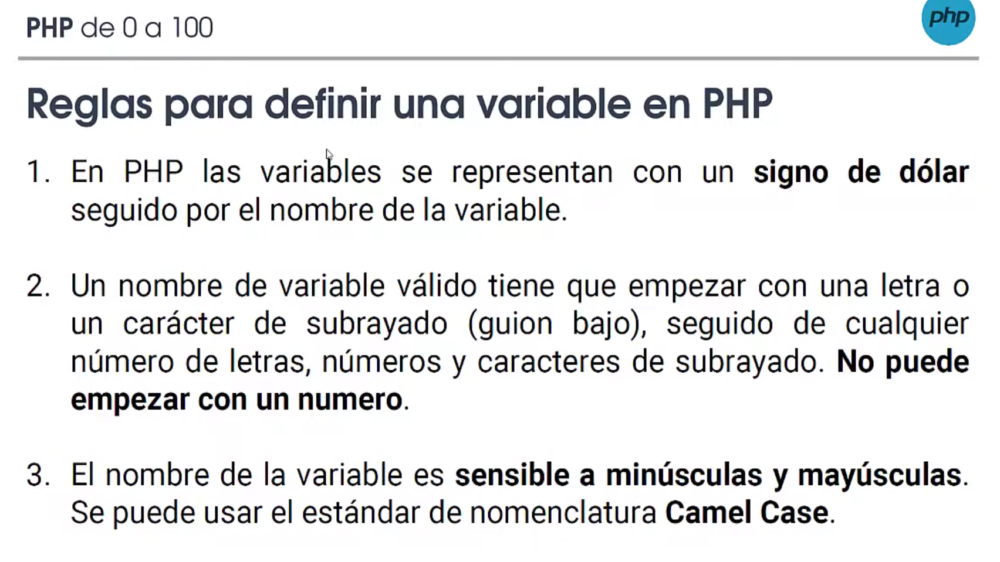 PHP de 0 a 100
php
Reglas para definir una variable en PHP
1. En PHP las variables se representan con un signo de dólar
seguido por el nombre de la variable.
2. Un nombre de variable válido tiene que empezar con una letra o
un carácter de subrayado (guion bajo), seguido de cualquier
número de letras, números y caracteres de subrayado. No puede
empezar con un numero.
3. El nombre de la variable es sensible a minúsculas y mayúsculas.
Se puede usar el estándar de nomenclatura Camel Case.